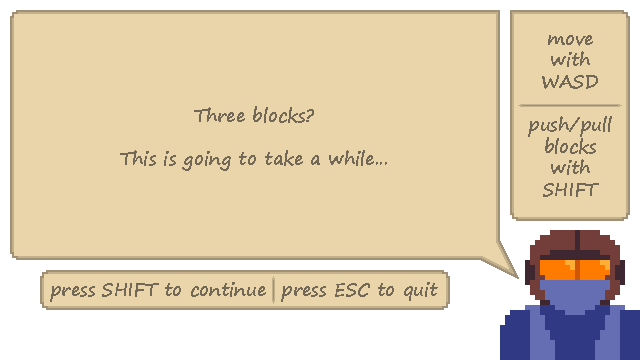 Three blocks?
This is going to take a while...
move
with
WASD
push/pull
blocks
with
SHIFT
press SHIFT to continue
press ESC to quit